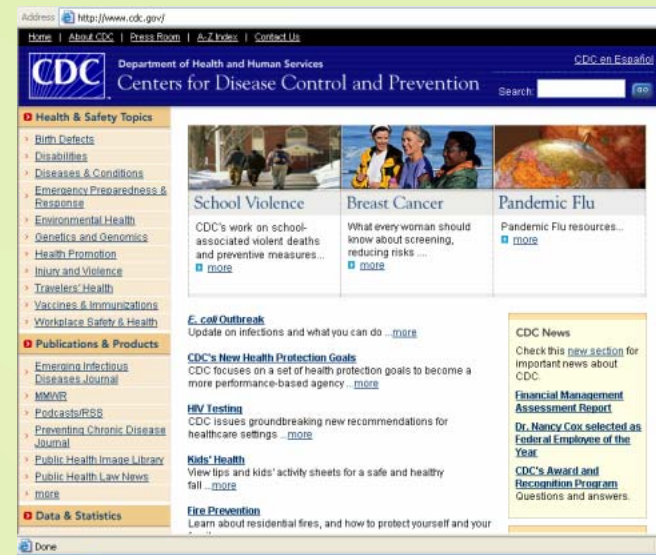 Address http://www.cdc.gov/
Home | About CDC | Press Room | A-Z Index | Contact Us
CDC
Department of Health and Human Services
Centers for Disease Control and Prevention
CDC en Español
Search:
GO
Health & Safety Topics
Birth Defects
Disabilities
Diseases & Conditions
Emergency Preparedness &
Response
Environmental Health
Genetics and Genomics
Health Promotion
Injury and Violence
Travelers' Health
Vaccines & Immunizations
Workplace Safety & Health
Publications & Products
Emerging Infectious
Diseases Journal
MMWR
Podcasts/RSS
Preventing Chronic Disease
Journal
Public Health Image Library
Public Health Law News
more
Data & Statistics
School Violence
CDC's work on school-
associated violent deaths
and preventive measures...
more
Breast Cancer
What every woman should
know about screening,
reducing risks ....
more
Pandemic Flu
Pandemic Flu resources...
more
E. coli Outbreak
Update on infections and what you can do ...more
CDC's New Health Protection Goals
CDC focuses on a set of health protection goals to become a
more performance-based agency ...more
HIV Testing
CDC issues groundbreaking new recommendations for
healthcare settings ...more
Kids' Health
View tips and kids' activity sheets for a safe and healthy
fall ...more
Fire Prevention
Learn about residential fires, and how to protect yourself and your
CDC News
Check this new section for
important news about
CDC.
Financial Management
Assessment Report
Dr. Nancy Cox selected as
Federal Employee of the
Year
CDC's Award and
Recognition Program
Questions and answers.
Done